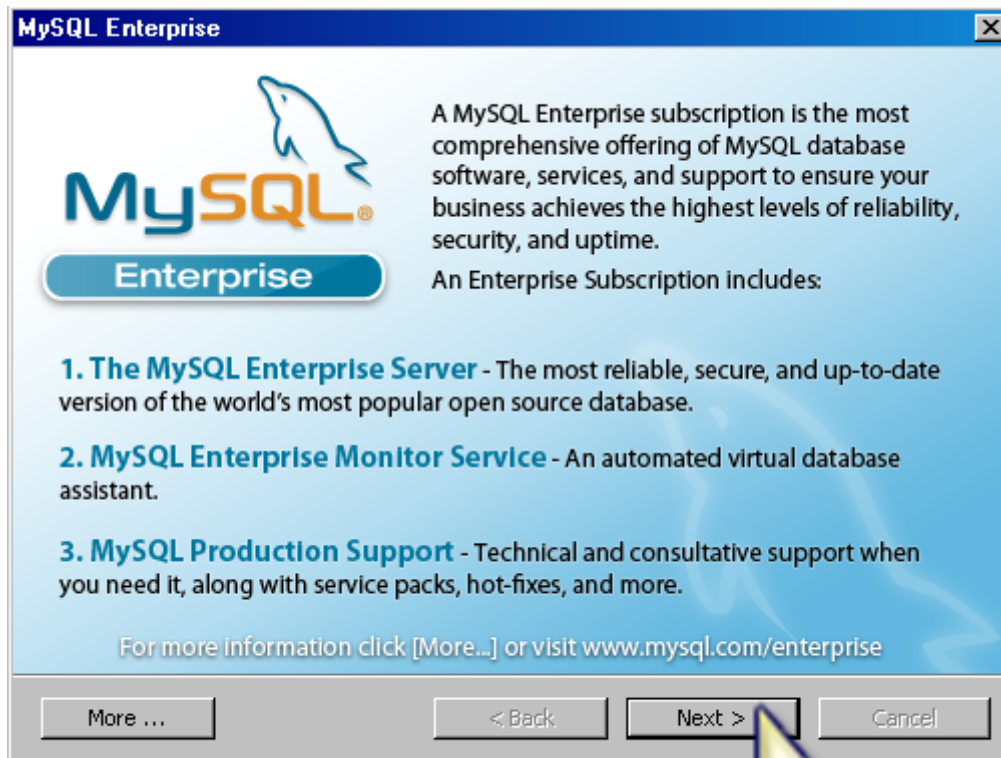 MySQL Enterprise
MySQL®
Enterprise
A MySQL Enterprise subscription is the most
comprehensive offering of MySQL database
software, services, and support to ensure your
business achieves the highest levels of reliability,
security, and uptime.
An Enterprise Subscription includes:
1. The MySQL Enterprise Server - The most reliable, secure, and up-to-date
version of the world's most popular open source database.
2. MySQL Enterprise Monitor Service - An automated virtual database
assistant.
3. MySQL Production Support - Technical and consultative support when
you need it, along with service packs, hot-fixes, and more.
For more information click [More...] or visit www.mysql.com/enterprise
More ...
< Back
Next >
Cancel